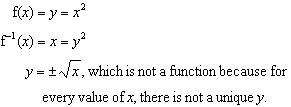 f(x) = y = x²
f⁻¹(x) = x = y²
y = ±√x, which is not a function because for
every value of x, there is not a unique y.